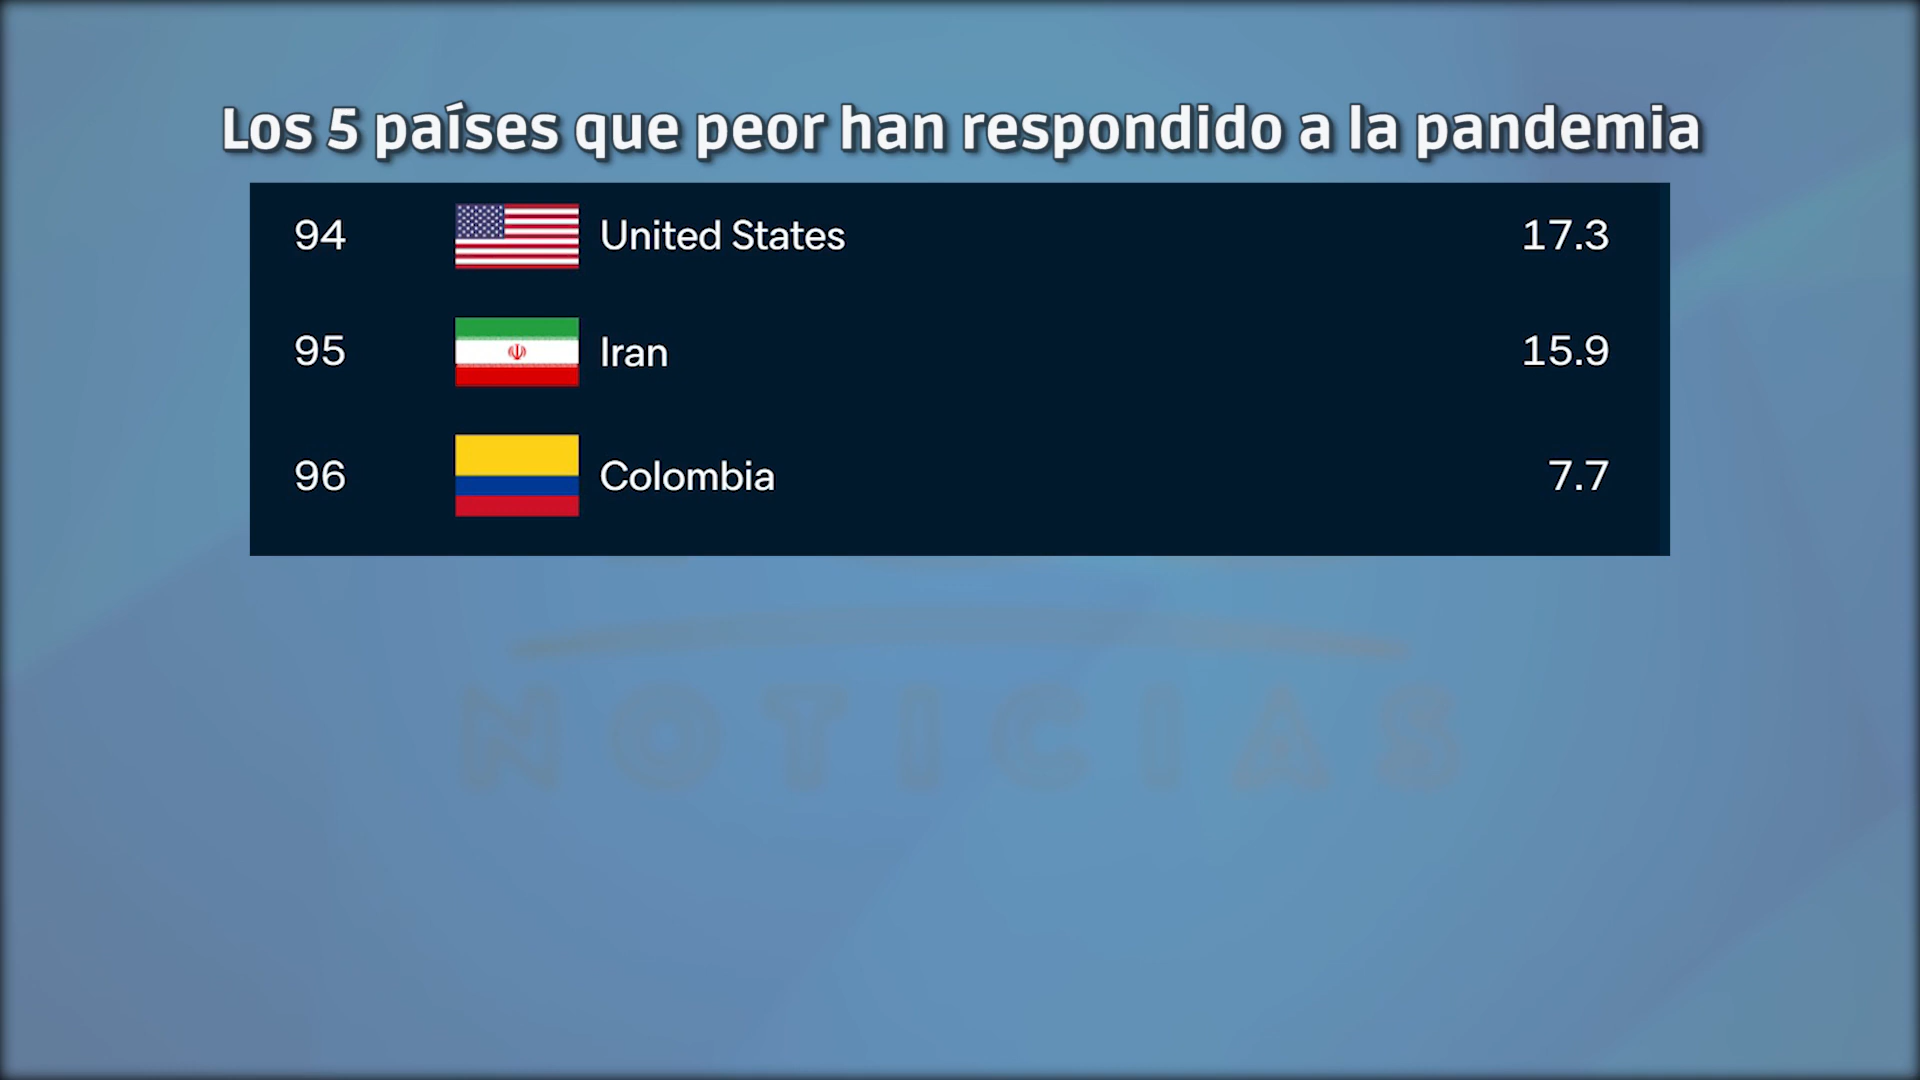 Los 5 países que peor han respondido a la pandemia
94 United States 17.3
95 Iran 15.9
96 Colombia 7.7
NOTICIAS